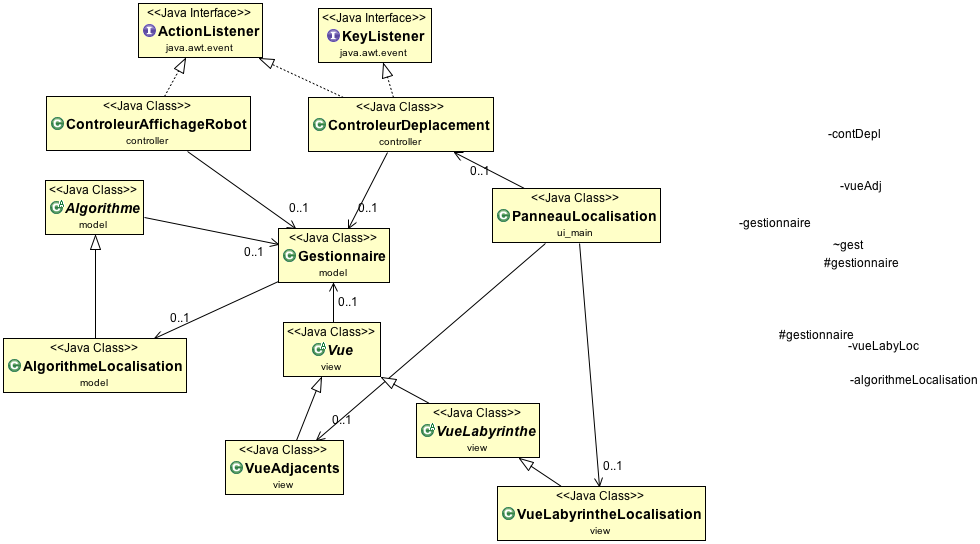 <<Java Interface>>
ActionListener
java.awt.event
<<Java Interface>>
KeyListener
java.awt.event
<<Java Class>>
ControleurAffichageRobot
controller
<<Java Class>>
ControleurDeplacement
controller
-contDepl
0..1
<<Java Class>>
Algorithme
model
<<Java Class>>
PanneauLocalisation
ui_main
-vueAdj
0..1
0..1
-gestionnaire
<<Java Class>>
Gestionnaire
model
0..1
~gest
#gestionnaire
0..1
0..1
<<Java Class>>
Vue
view
#gestionnaire
-vueLabyLoc
<<Java Class>>
AlgorithmeLocalisation
model
-algorithmeLocalisation
0..1
<<Java Class>>
VueLabyrinthe
view
<<Java Class>>
VueAdjacents
view
0..1
<<Java Class>>
VueLabyrintheLocalisation
view